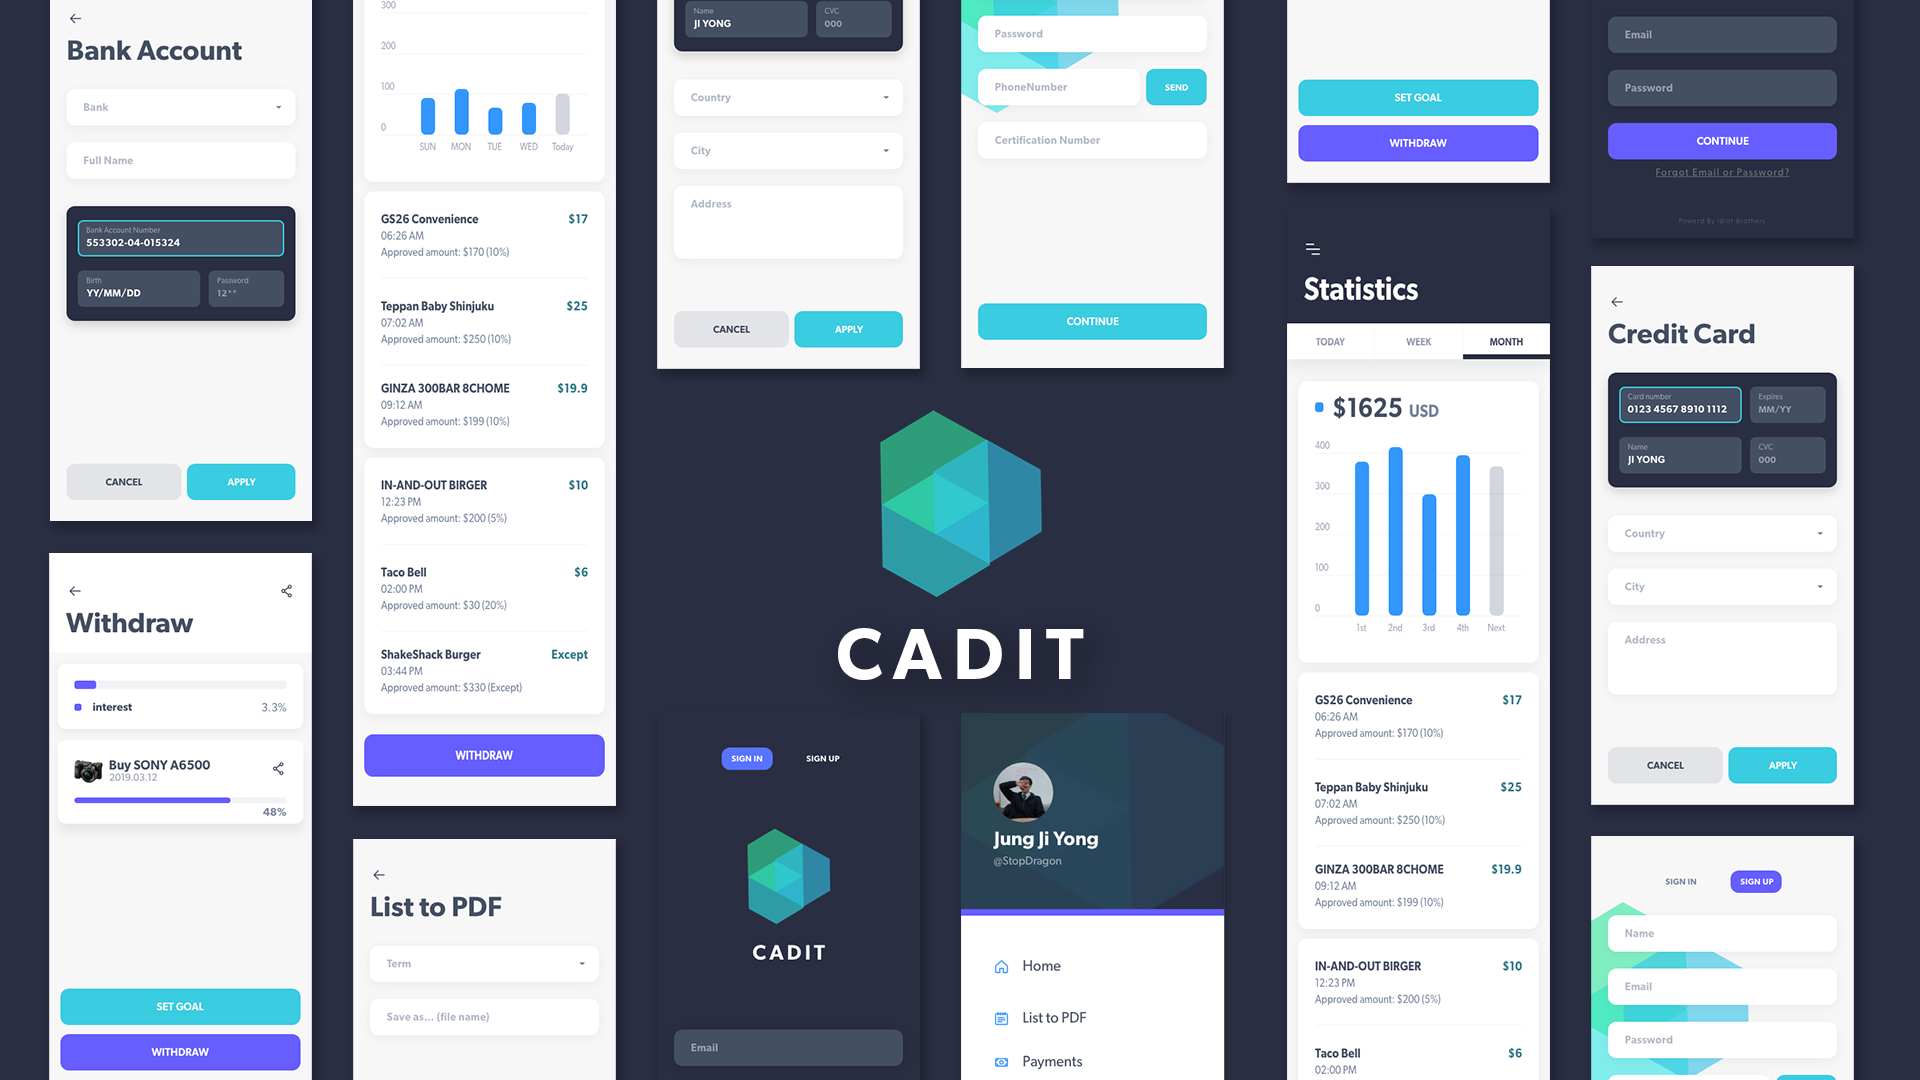 Bank Account
Bank
Full Name
Bank Account Number
553302-04-015324
Birth
YY/MM/DD
Password
12**
CANCEL
APPLY
Withdraw
interest
3.3%
Buy SONY A6500
2019.03.12
48%
SET GOAL
WITHDRAW
300
200
100
0
SUN MON TUE WED Today
GS26 Convenience $17
06:26 AM
Approved amount: $170 (10%)
Teppan Baby Shinjuku $25
07:02 AM
Approved amount: $250 (10%)
GINZA 300BAR 8CHOME $19.9
09:12 AM
Approved amount: $199 (10%)
IN-AND-OUT BIRGER $10
12:23 PM
Approved amount: $200 (5%)
Taco Bell $6
02:00 PM
Approved amount: $30 (20%)
ShakeShack Burger Except
03:44 PM
Approved amount: $330 (Except)
WITHDRAW
List to PDF
Term
Save as... (file name)
Name
JI YONG
CVC
000
Country
City
Address
CANCEL
APPLY
Password
PhoneNumber
SEND
Certification Number
CONTINUE
CADIT
SIGN IN
SIGN UP
CADIT
Email
Jung Ji Yong
@StopDragon
Home
List to PDF
Payments
SET GOAL
WITHDRAW
Statistics
TODAY WEEK MONTH
$1625 USD
400
300
200
100
0
1st 2nd 3rd 4th Next
GS26 Convenience $17
06:26 AM
Approved amount: $170 (10%)
Teppan Baby Shinjuku $25
07:02 AM
Approved amount: $250 (10%)
GINZA 300BAR 8CHOME $19.9
09:12 AM
Approved amount: $199 (10%)
IN-AND-OUT BIRGER $10
12:23 PM
Approved amount: $200 (5%)
Taco Bell $6
02:00 PM
Email
Password
CONTINUE
Forgot Email or Password?
Powerd By idiot-brothers
Credit Card
Card number
0123 4567 8910 1112
Expires
MM/YY
Name
JI YONG
CVC
000
Country
City
Address
CANCEL
APPLY
SIGN IN
SIGN UP
Name
Email
Password